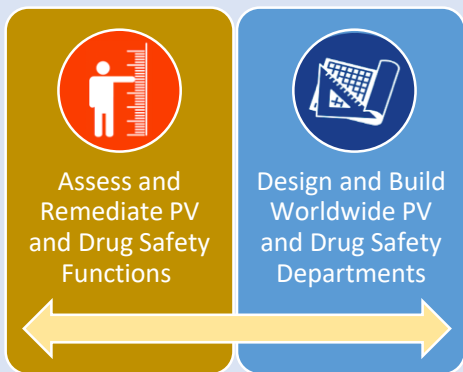 Assess and
Remediate PV
and Drug Safety
Functions
Design and Build
Worldwide PV
and Drug Safety
Departments